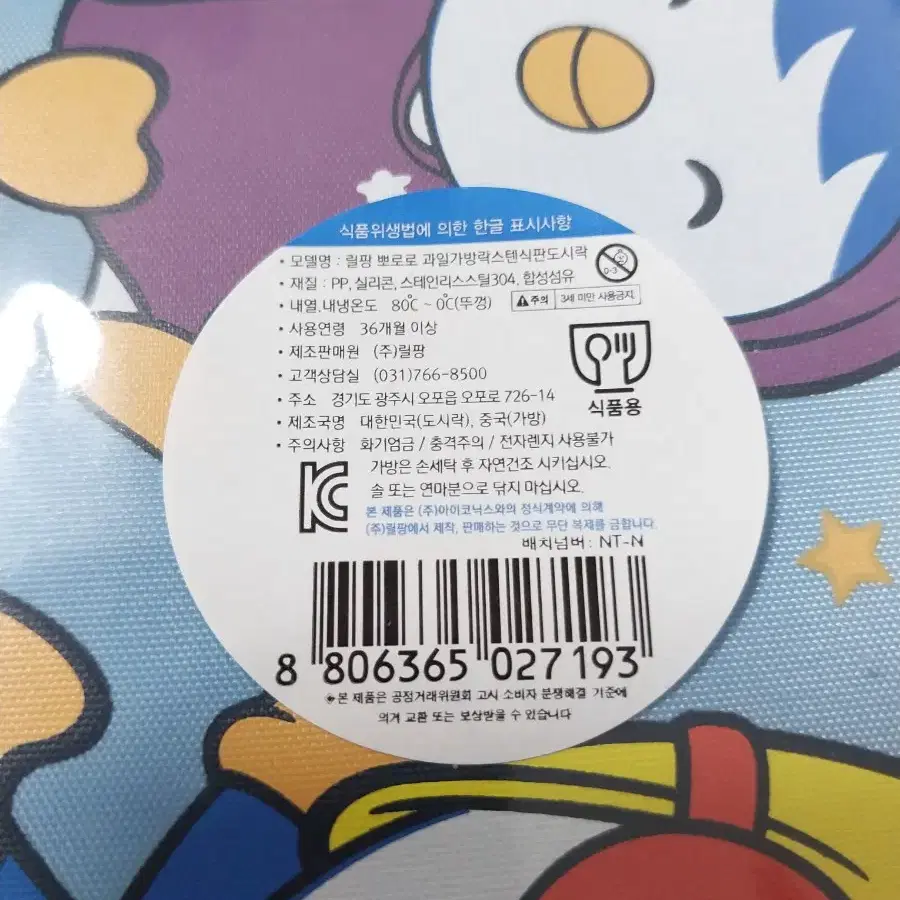 식품위생법에 의한 한글 표시사항
• 모델명 : 릴팡 뽀로로 과일가방락스텐식판도시락
0-3
• 재질 : PP, 실리콘, 스테인리스스틸304, 합성섬유
• 내열.내냉온도 80℃ ~ 0℃(뚜껑)
주의 3세 미만 사용금지
• 사용연령 36개월 이상
• 제조판매원 (주)릴팡
• 고객상담실 (031)766-8500
• 주소 경기도 광주시 오포읍 오포로 726-14
식품용
• 제조국명 대한민국(도시락), 중국(가방)
• 주의사항 화기엄금 / 충격주의 / 전자렌지 사용불가
가방은 손세탁 후 자연건조 시키십시오.
솔 또는 연마분으로 닦지 마십시오.
본 제품은 (주)아이코닉스와의 정식계약에 의해
(주)릴팡에서 제작, 판매하는 것으로 무단 복제를 금합니다.
배치넘버: NT-N
8 806365 027193
◈본 제품은 공정거래위원회 고시 소비자 분쟁해결 기준에
의거 교환 또는 보상받을 수 있습니다